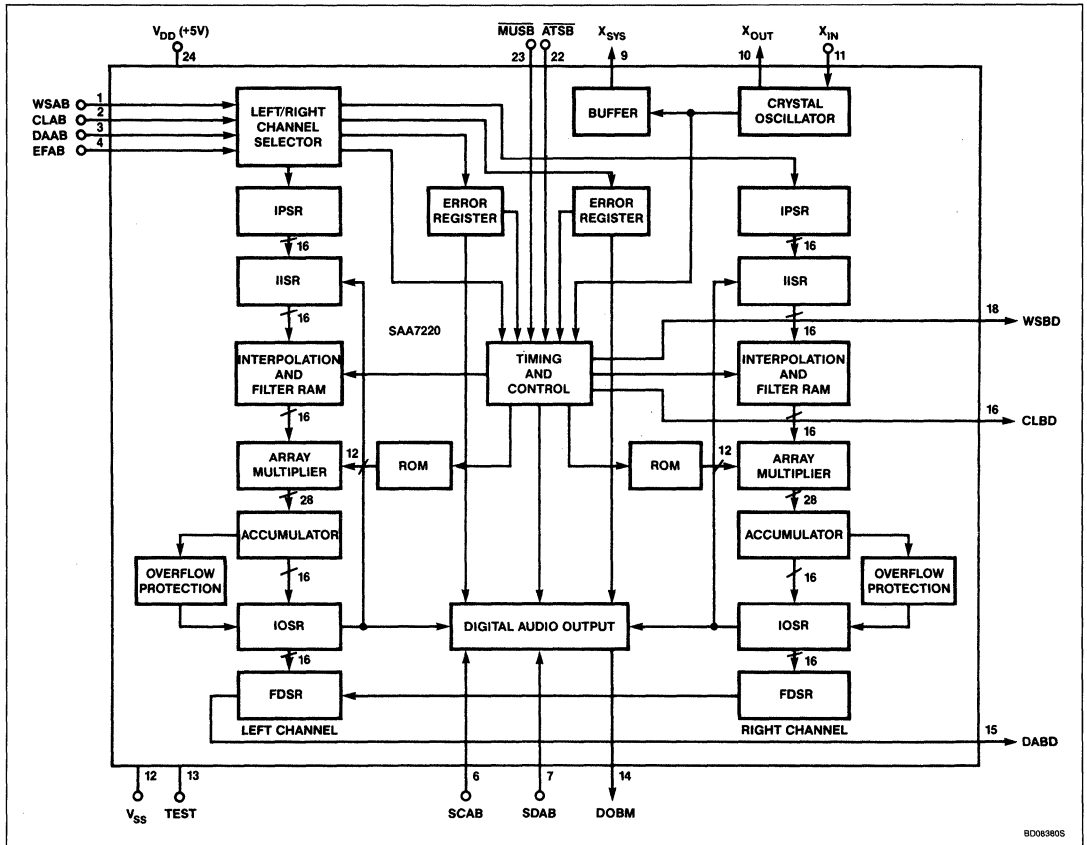 V_DD (+5V)
24
MUSB
23
ATSB
22
X_SYS
9
X_OUT
10
X_IN
11
WSAB 1
CLAB 2
DAAB 3
EFAB 4
LEFT/RIGHT
CHANNEL
SELECTOR
BUFFER
CRYSTAL
OSCILLATOR
IPSR
16
ERROR
REGISTER
ERROR
REGISTER
IPSR
16
IISR
16
IISR
16
SAA7220
18 WSBD
INTERPOLATION
AND
FILTER RAM
16
TIMING
AND
CONTROL
INTERPOLATION
AND
FILTER RAM
16
16 CLBD
ARRAY
MULTIPLIER
28
12
ROM
ROM
12
ARRAY
MULTIPLIER
28
ACCUMULATOR
16
ACCUMULATOR
16
OVERFLOW
PROTECTION
OVERFLOW
PROTECTION
IOSR
16
DIGITAL AUDIO OUTPUT
IOSR
16
FDSR
LEFT CHANNEL
FDSR
RIGHT CHANNEL
15 DABD
12
V_SS
13
TEST
6
SCAB
7
SDAB
14
DOBM
BD08380S